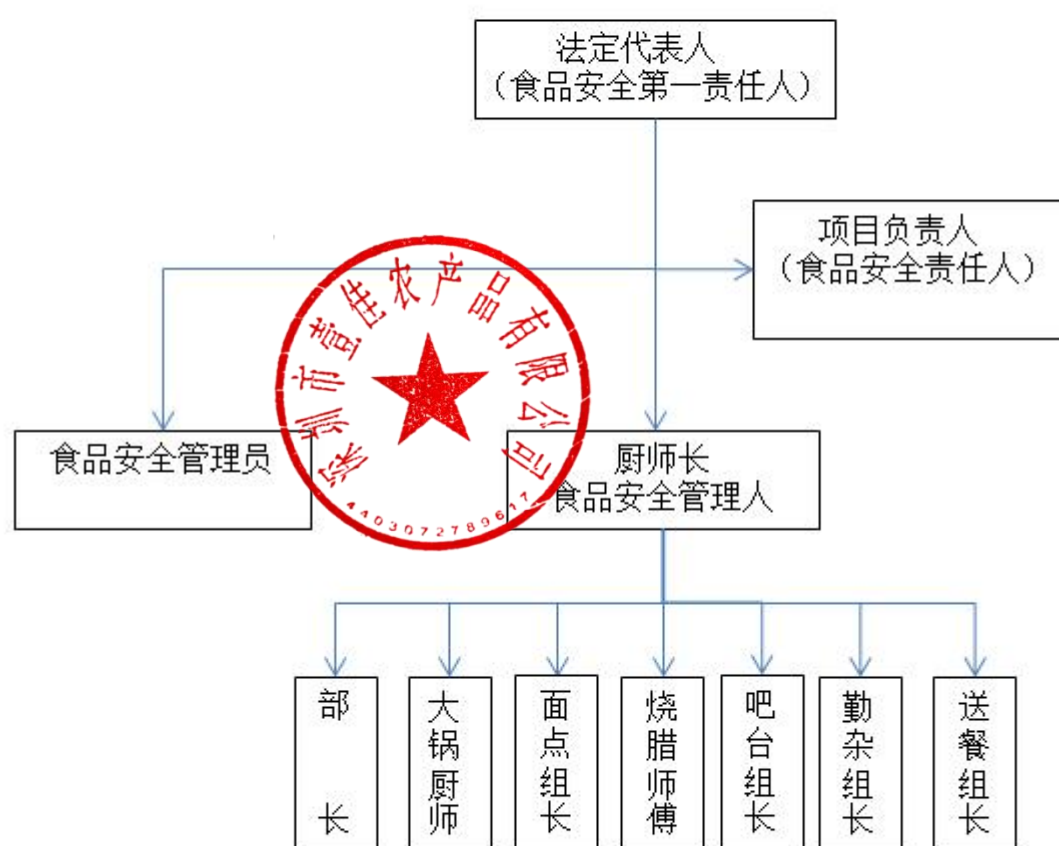 法定代表人
（食品安全第一责任人）
项目负责人
（食品安全责任人）
深圳市壹佳农产品有限公司
4403072789617
食品安全管理员
厨师长
食品安全管理人
部长
大锅厨师
面点组长
烧腊师傅
吧台组长
勤杂组长
送餐组长